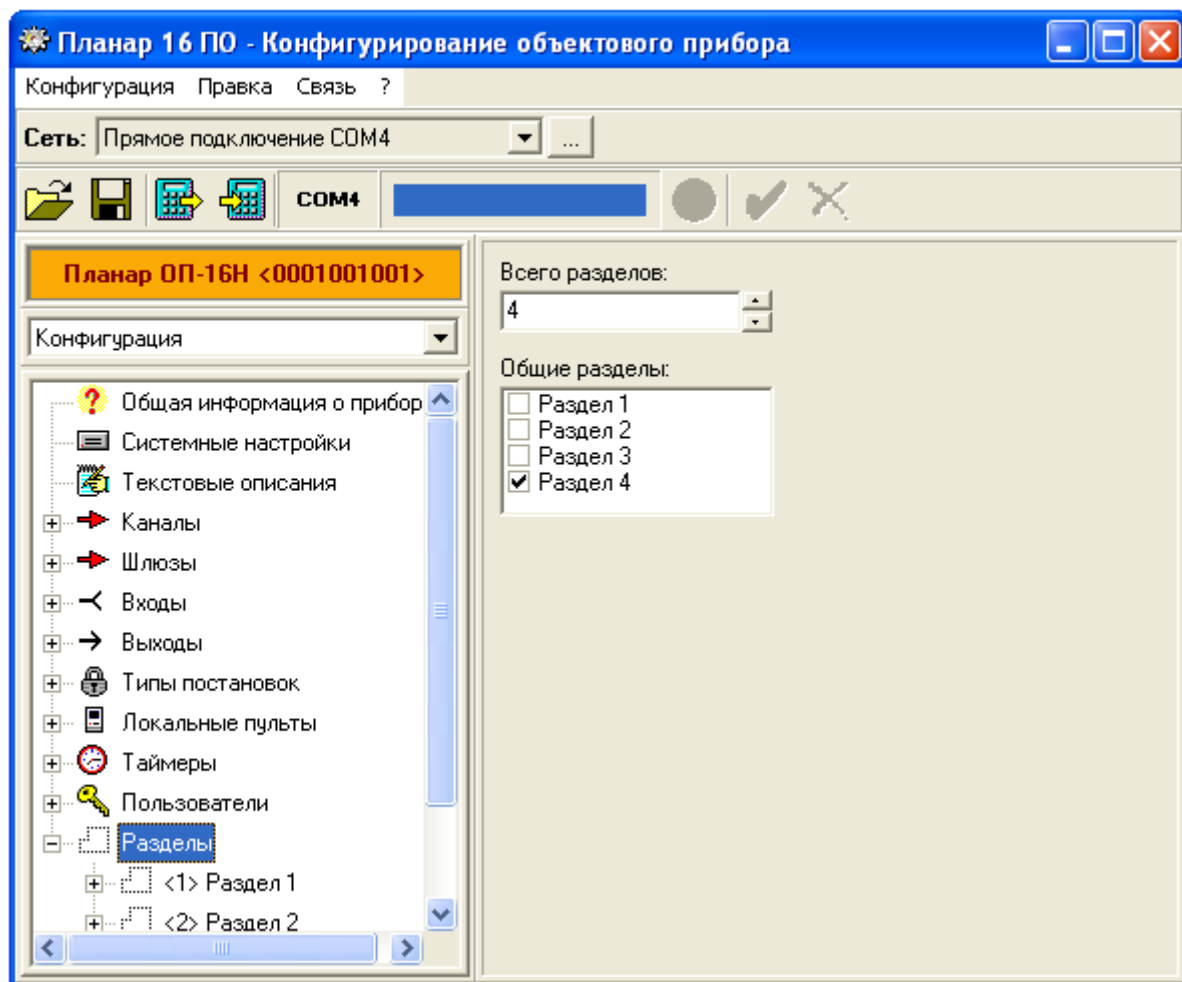 Планар 16 ПО - Конфигурирование объектового прибора
Конфигурация Правка Связь ?
Сеть: Прямое подключение COM4 ...
COM4
Планар ОП-16Н <0001001001>
Конфигурация
? Общая информация о прибор
Системные настройки
Текстовые описания
Каналы
Шлюзы
Входы
Выходы
Типы постановок
Локальные пульты
Таймеры
Пользователи
Разделы
<1> Раздел 1
<2> Раздел 2
Всего разделов:
4
Общие разделы:
Раздел 1
Раздел 2
Раздел 3
Раздел 4